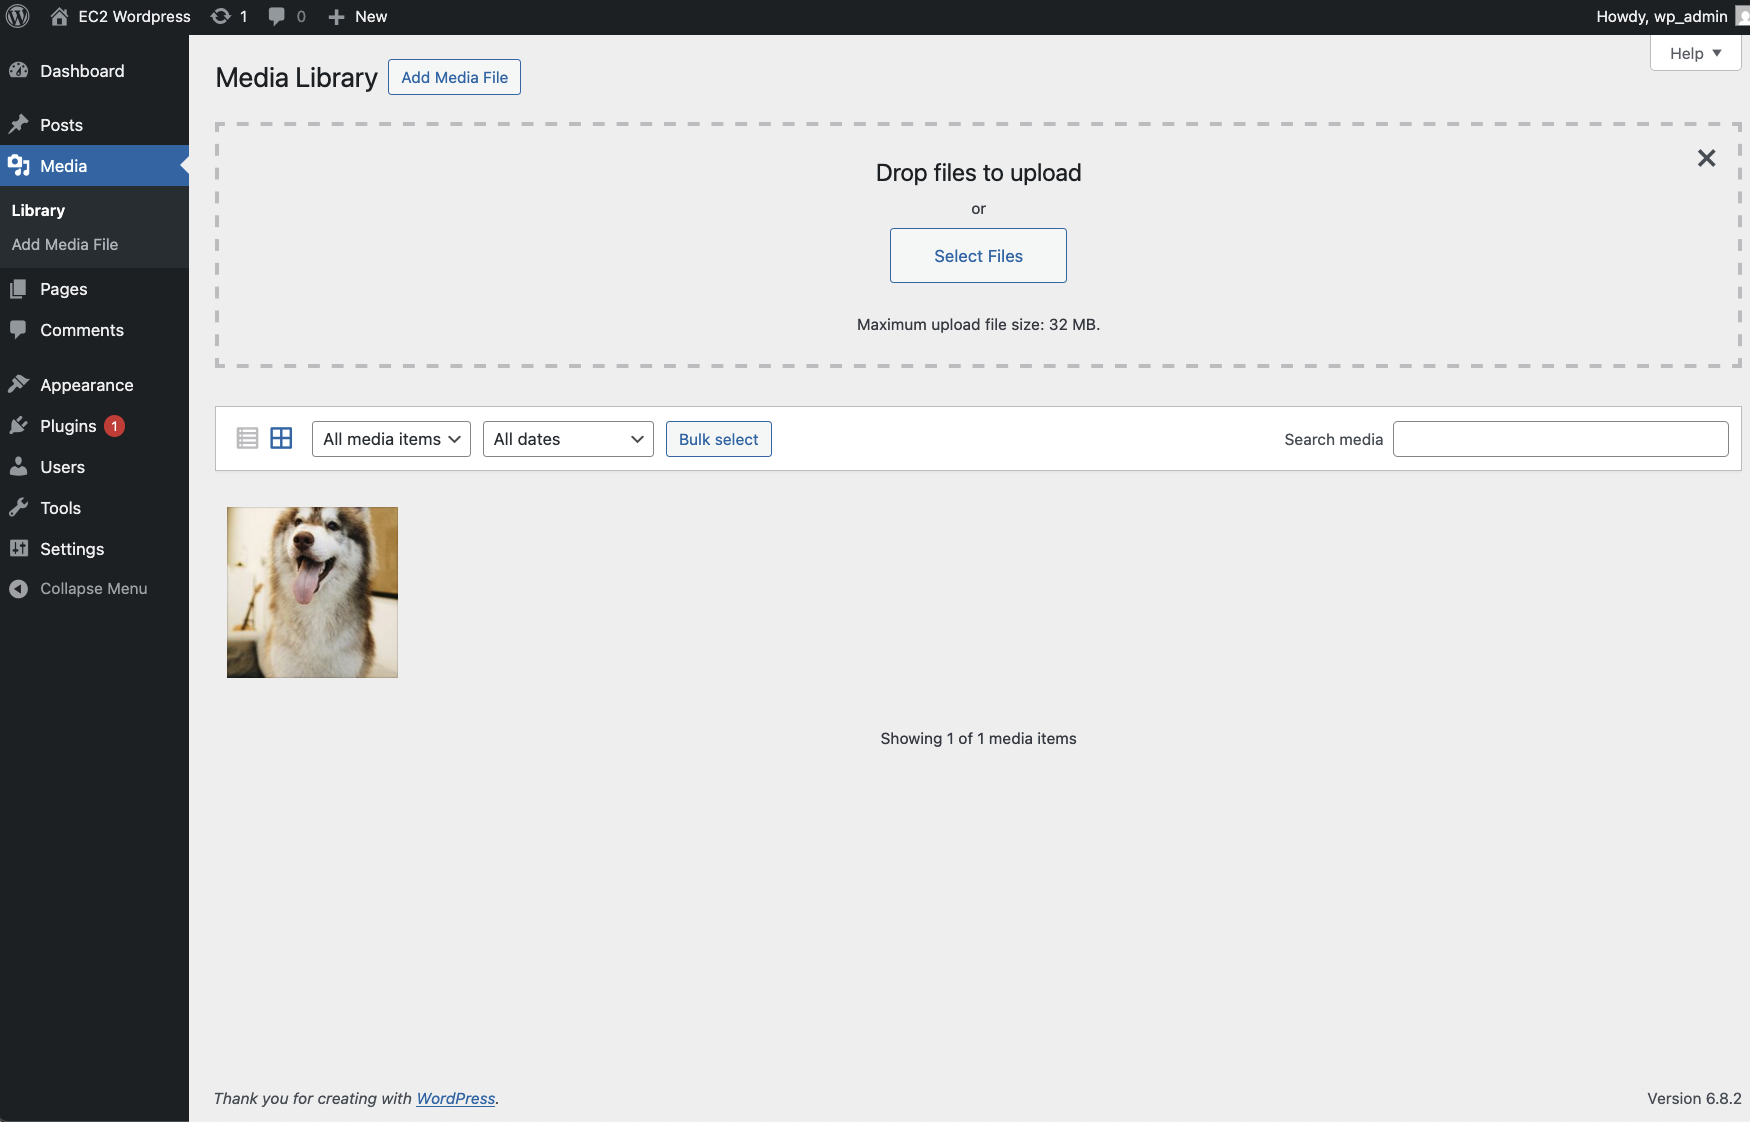 EC2 Wordpress 1 0 New Howdy, wp_admin
Help
Dashboard
Posts
Media
Library
Add Media File
Pages
Comments
Appearance
Plugins 1
Users
Tools
Settings
Collapse Menu
Media Library Add Media File
Drop files to upload
or
Select Files
Maximum upload file size: 32 MB.
All media items All dates Bulk select Search media
Showing 1 of 1 media items
Thank you for creating with WordPress. Version 6.8.2